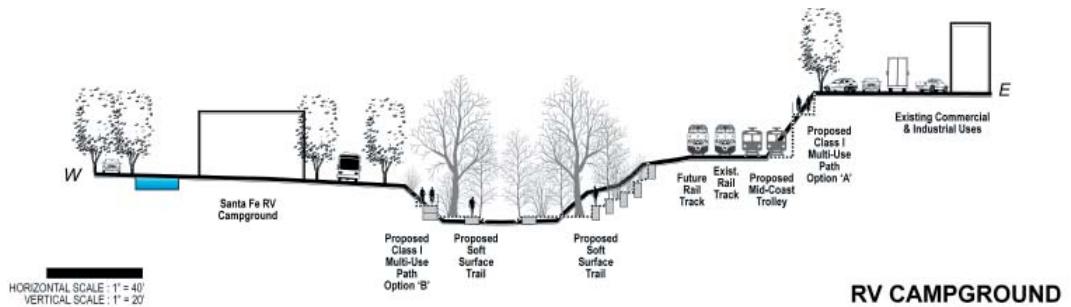 W
E
Santa Fe RV
Campground
Proposed
Class I
Multi-Use
Path
Option 'B'
Proposed
Soft
Surface
Trail
Proposed
Soft
Surface
Trail
Future
Rail
Track
Exist.
Rail
Track
Proposed
Mid-Coast
Trolley
Proposed
Class I
Multi-Use
Path
Option 'A'
Existing Commercial
& Industrial Uses
HORIZONTAL SCALE : 1" = 40'
VERTICAL SCALE : 1" = 20'
RV CAMPGROUND